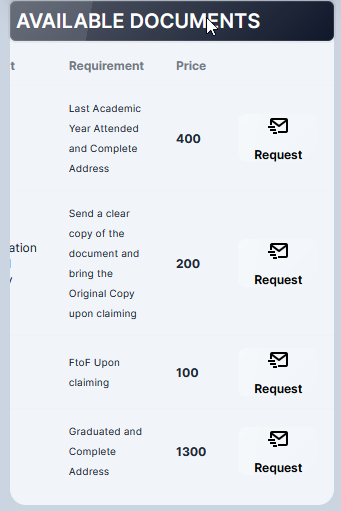 AVAILABLE DOCUMENTS
t Requirement Price
Last Academic
Year Attended
and Complete
Address
400
Request
Send a clear
copy of the
document and
bring the
Original Copy
upon claiming
ation
200
Request
FtoF Upon
claiming
100
Request
Graduated and
Complete
Address
1300
Request